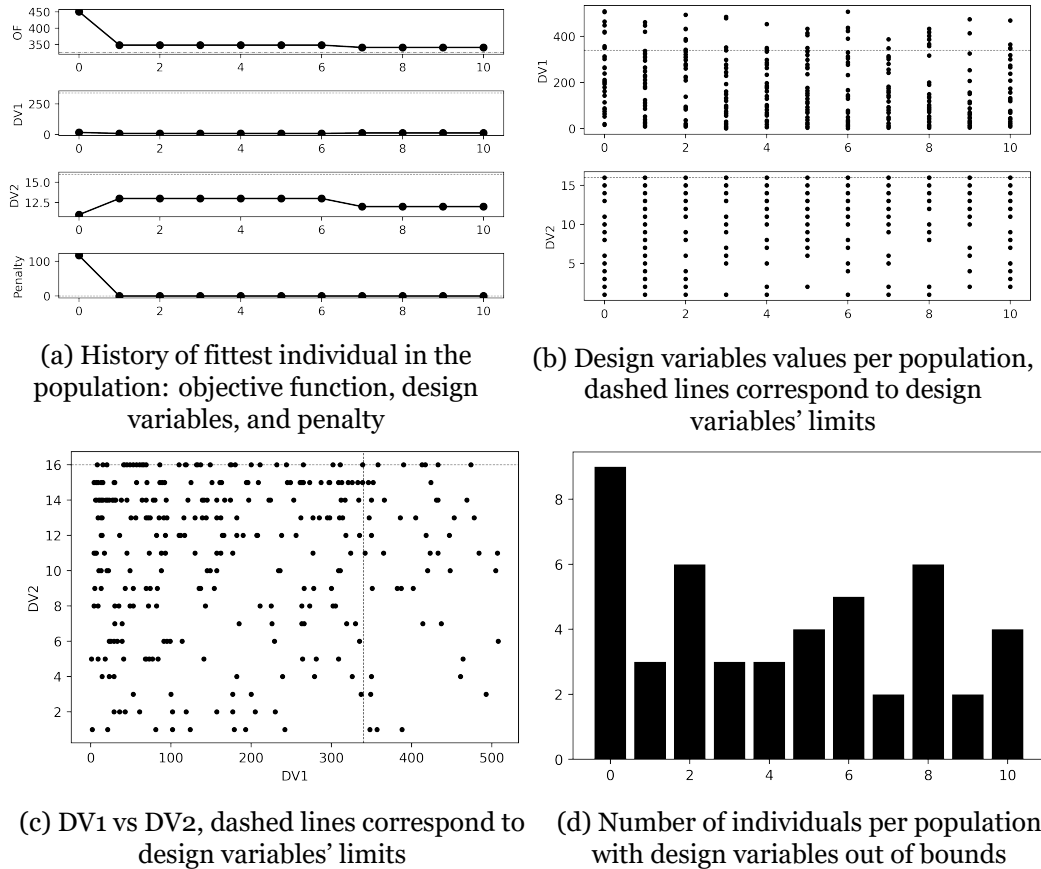 450
400
350
OF
0 2 4 6 8 10
250
0
DV1
0 2 4 6 8 10
15.0
12.5
DV2
0 2 4 6 8 10
100
0
Penalty
0 2 4 6 8 10
(a) History of fittest individual in the
population: objective function, design
variables, and penalty
400
200
0
DV1
0 2 4 6 8 10
15
10
5
DV2
0 2 4 6 8 10
(b) Design variables values per population,
dashed lines correspond to design
variables’ limits
16
14
12
10
8
6
4
2
DV2
0 100 200 300 400 500
DV1
(c) DV1 vs DV2, dashed lines correspond to
design variables’ limits
8
6
4
2
0
0 2 4 6 8 10
(d) Number of individuals per population
with design variables out of bounds